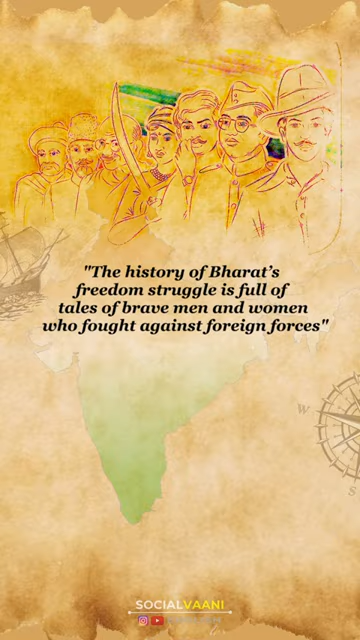 "The history of Bharat's
freedom struggle is full of
tales of brave men and women
who fought against foreign forces"
W
S
SOCIALVAANI